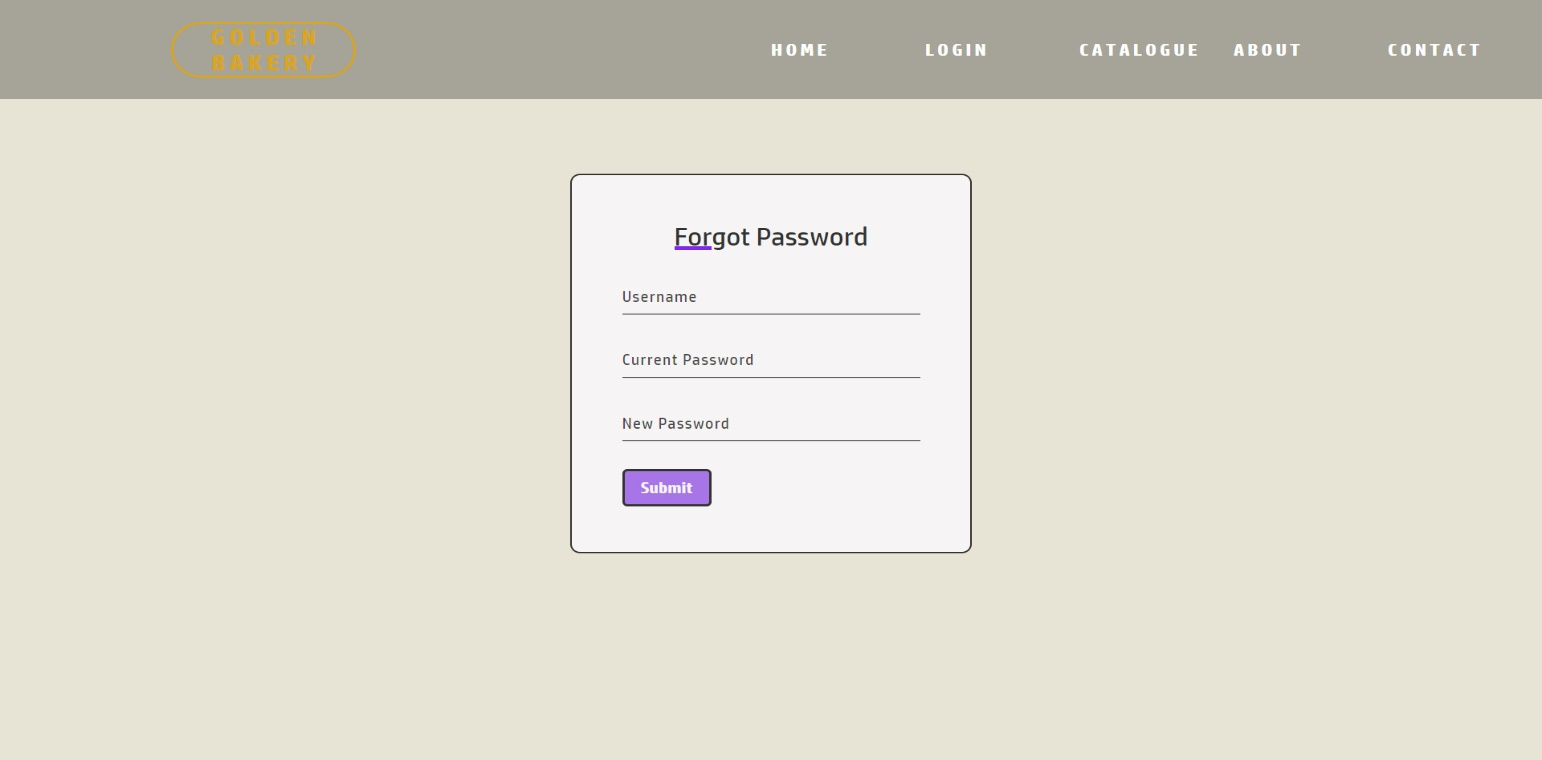 GOLDEN
BAKERY
HOME LOGIN CATALOGUE ABOUT CONTACT
Forgot Password
Username
Current Password
New Password
Submit